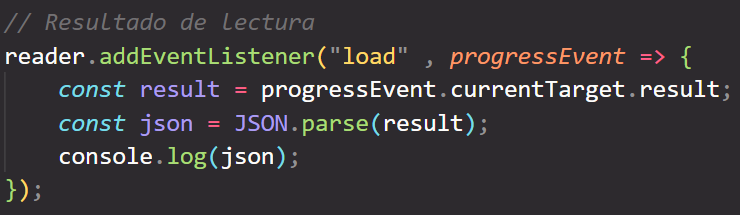 // Resultado de lectura
reader.addEventListener("load" , progressEvent => {
    const result = progressEvent.currentTarget.result;
    const json = JSON.parse(result);
    console.log(json);
});